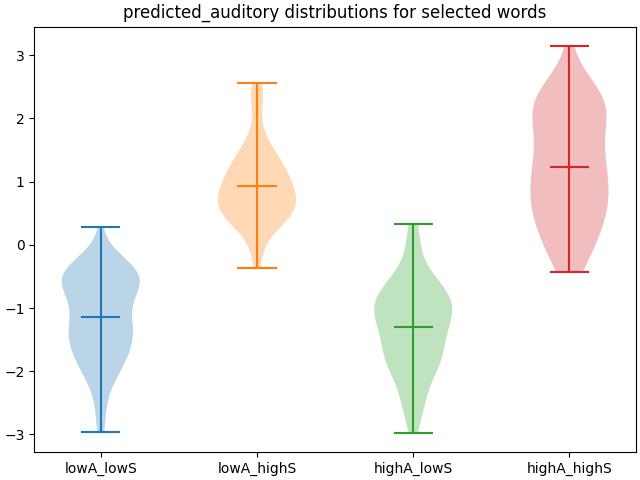 predicted_auditory distributions for selected words
3
2
1
0
−1
−2
−3
lowA_lowS
lowA_highS
highA_lowS
highA_highS